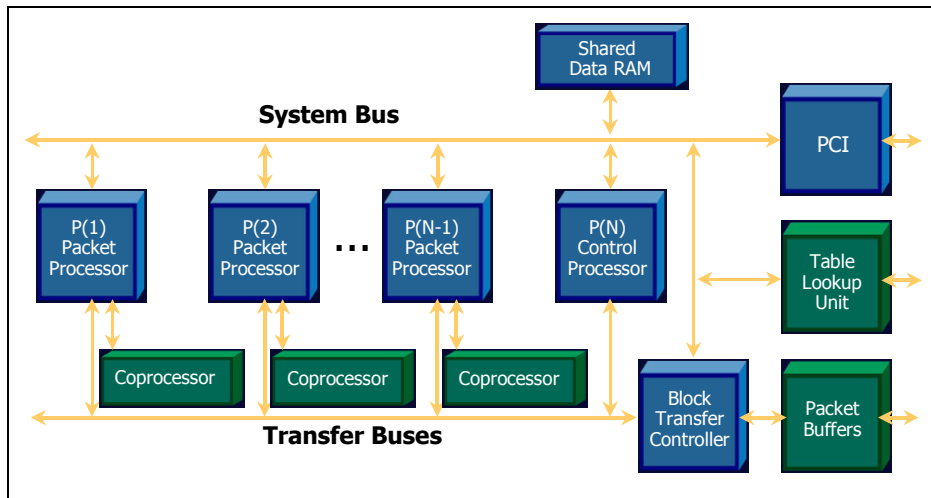 Shared
Data RAM
System Bus
PCI
P(1)
Packet
Processor
P(2)
Packet
Processor
...
P(N-1)
Packet
Processor
P(N)
Control
Processor
Table
Lookup
Unit
Coprocessor
Coprocessor
Coprocessor
Block
Transfer
Controller
Packet
Buffers
Transfer Buses